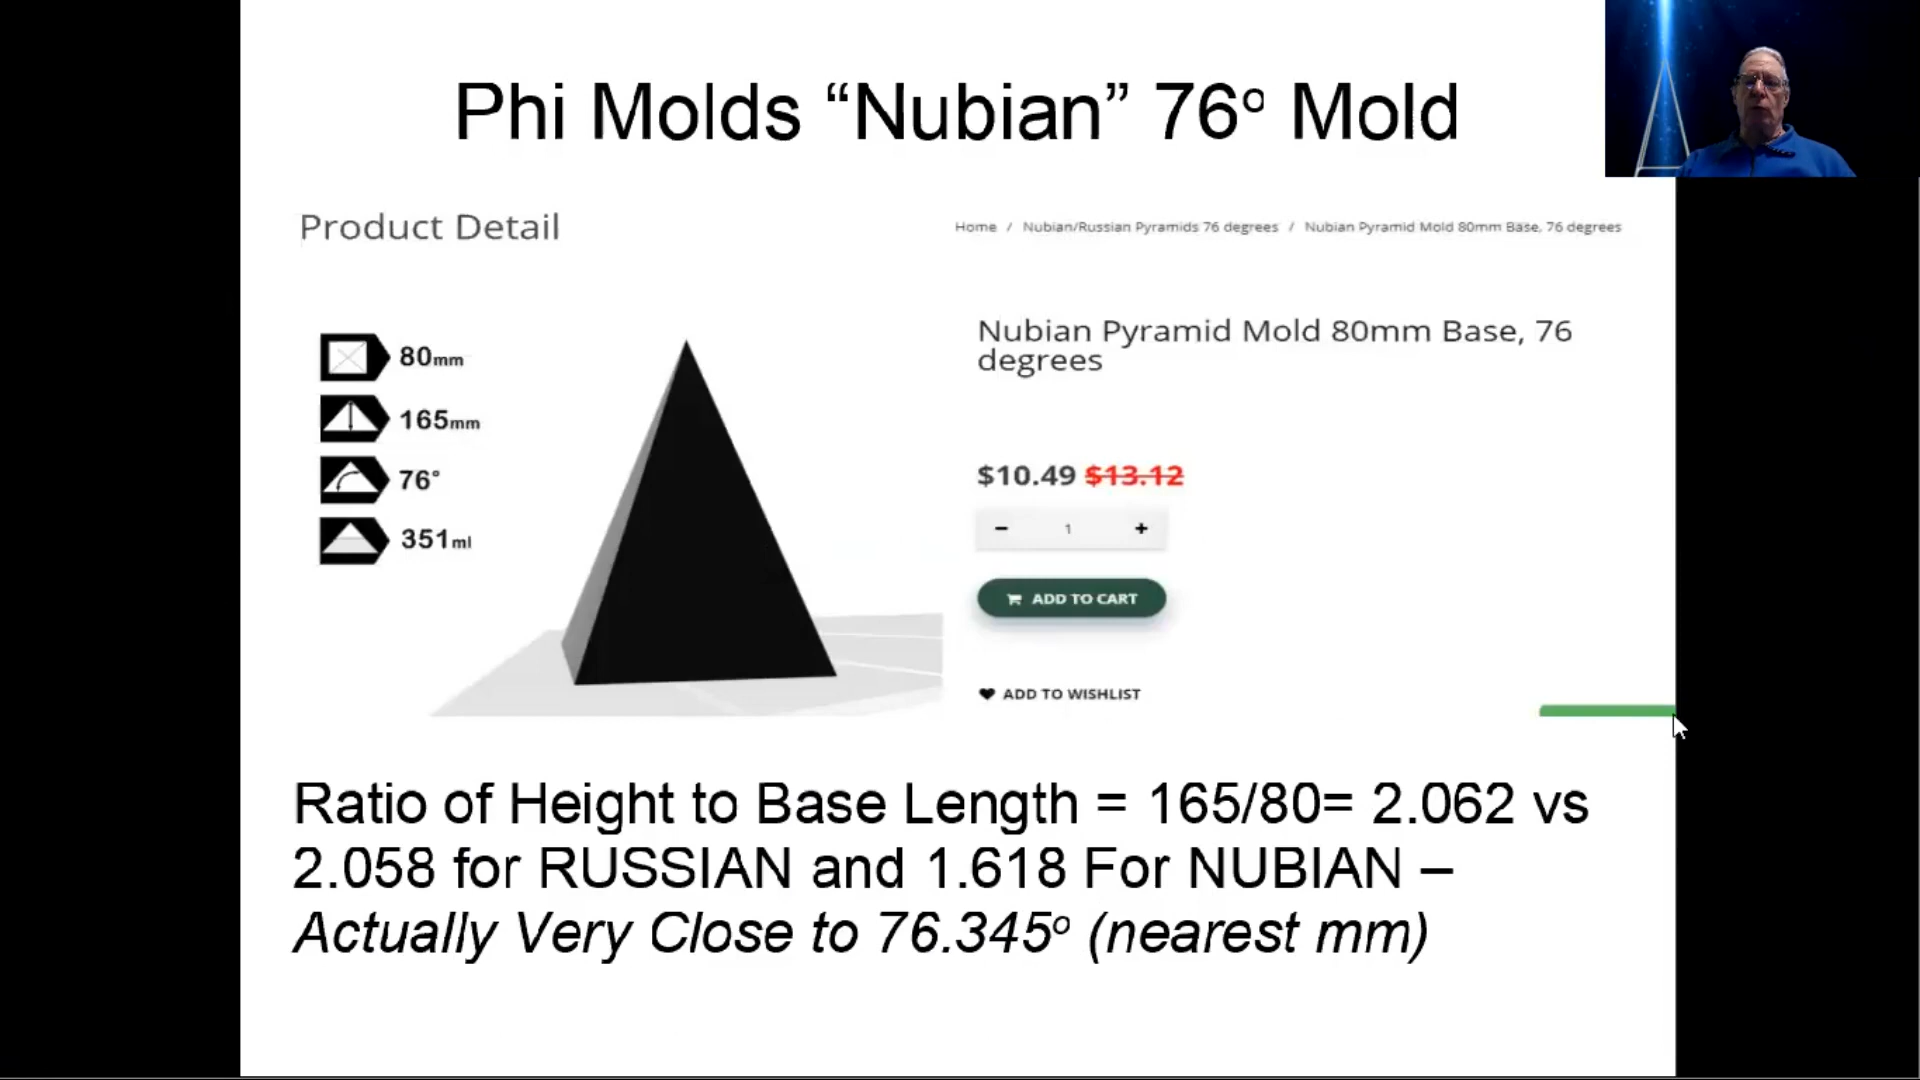 Phi Molds “Nubian” 76º Mold
Product Detail
Home / Nubian/Russian Pyramids 76 degrees / Nubian Pyramid Mold 80mm Base, 76 degrees
80mm
165mm
76°
351ml
Nubian Pyramid Mold 80mm Base, 76
degrees
$10.49 $13.12
− 1 +
ADD TO CART
ADD TO WISHLIST
Ratio of Height to Base Length = 165/80= 2.062 vs
2.058 for RUSSIAN and 1.618 For NUBIAN –
Actually Very Close to 76.345º (nearest mm)